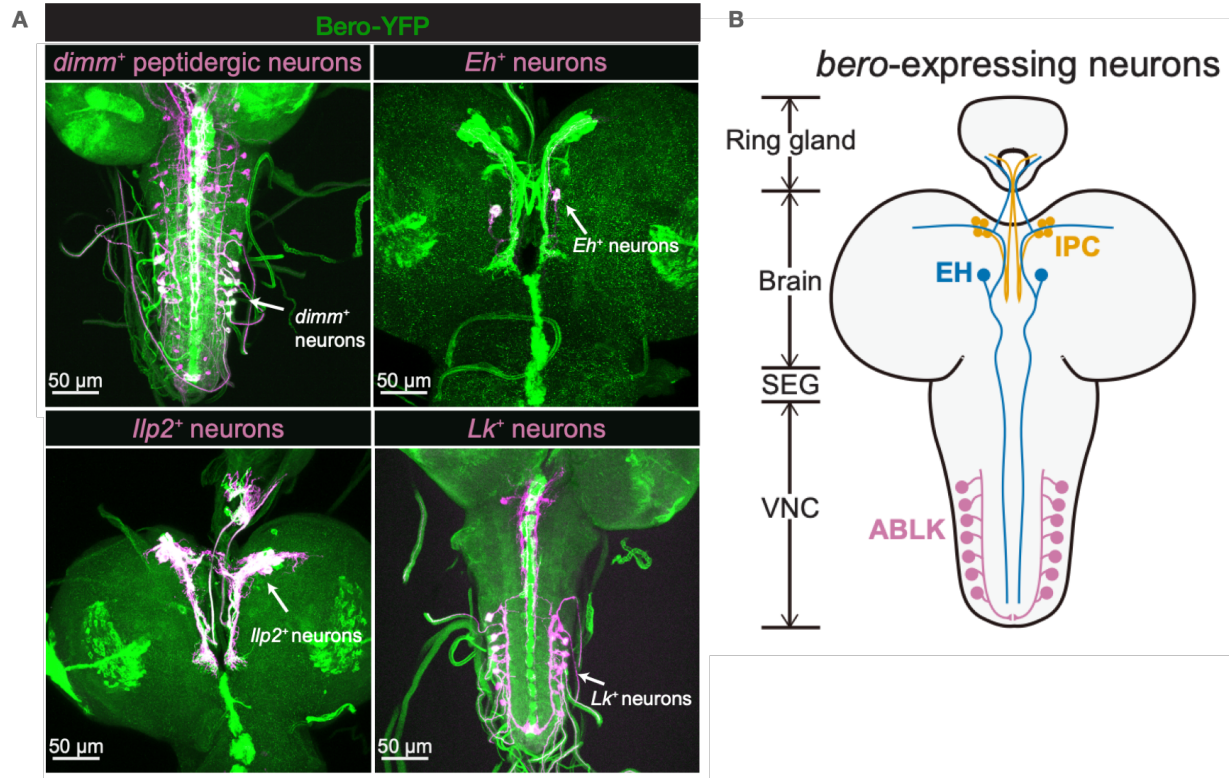 A
Bero-YFP
dimm⁺ peptidergic neurons
Eh⁺ neurons
dimm⁺
neurons
50 µm
Eh⁺ neurons
50 µm
Ilp2⁺ neurons
Lk⁺ neurons
Ilp2⁺ neurons
50 µm
Lk⁺ neurons
50 µm
B
bero-expressing neurons
Ring gland
Brain
SEG
VNC
IPC
EH
ABLK